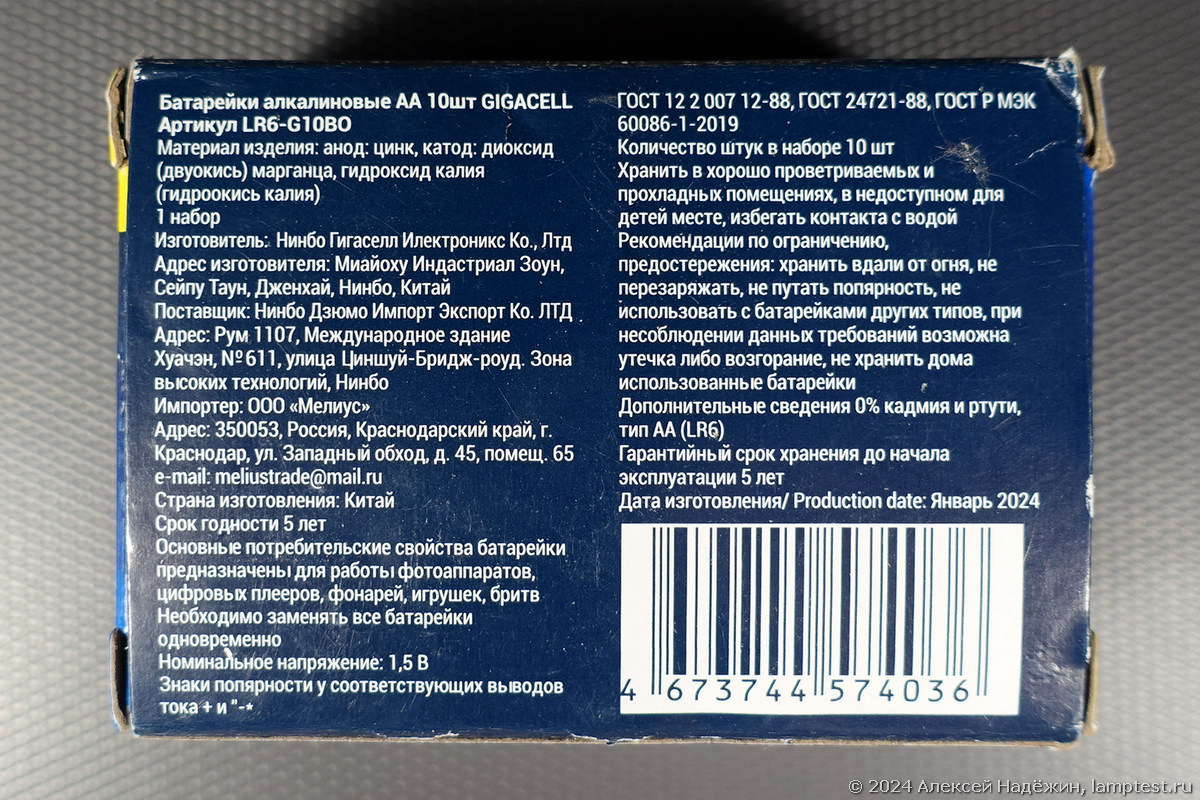 Батарейки алкалиновые АА 10шт GIGACELL
Артикул LR6-G10BO
Материал изделия: анод: цинк, катод: диоксид
(двуокись) марганца, гидроксид калия
(гидроокись калия)
1 набор
Изготовитель: Нинбо Гигаселл Илектроникс Ко., Лтд
Адрес изготовителя: Миайоху Индастриал Зоун,
Сейпу Таун, Дженхай, Нинбо, Китай
Поставщик: Нинбо Дзюмо Импорт Экспорт Ко. ЛТД
Адрес: Рум 1107, Международное здание
Хуачэн, №611, улица Циншуй-Бридж-роуд. Зона
высоких технологий, Нинбо
Импортер: ООО «Мелиус»
Адрес: 350053, Россия, Краснодарский край, г.
Краснодар, ул. Западный обход, д. 45, помещ. 65
e-mail: meliustrade@mail.ru
Страна изготовления: Китай
Срок годности 5 лет
Основные потребительские свойства батарейки
предназначены для работы фотоаппаратов,
цифровых плееров, фонарей, игрушек, бритв
Необходимо заменять все батарейки
одновременно
Номинальное напряжение: 1,5 В
Знаки попярности у соответствующих выводов
тока + и "-*
ГОСТ 12 2 007 12-88, ГОСТ 24721-88, ГОСТ Р МЭК
60086-1-2019
Количество штук в наборе 10 шт
Хранить в хорошо проветриваемых и
прохладных помещениях, в недоступном для
детей месте, избегать контакта с водой
Рекомендации по ограничению,
предостережения: хранить вдали от огня, не
перезаряжать, не путать попярность, не
использовать с батарейками других типов, при
несоблюдении данных требований возможна
утечка либо возгорание, не хранить дома
использованные батарейки
Дополнительные сведения 0% кадмия и ртути,
тип АА (LR6)
Гарантийный срок хранения до начала
эксплуатации 5 лет
Дата изготовления/ Production date: Январь 2024
4 673744 574036
© 2024 Алексей Надёжин, lamptest.ru